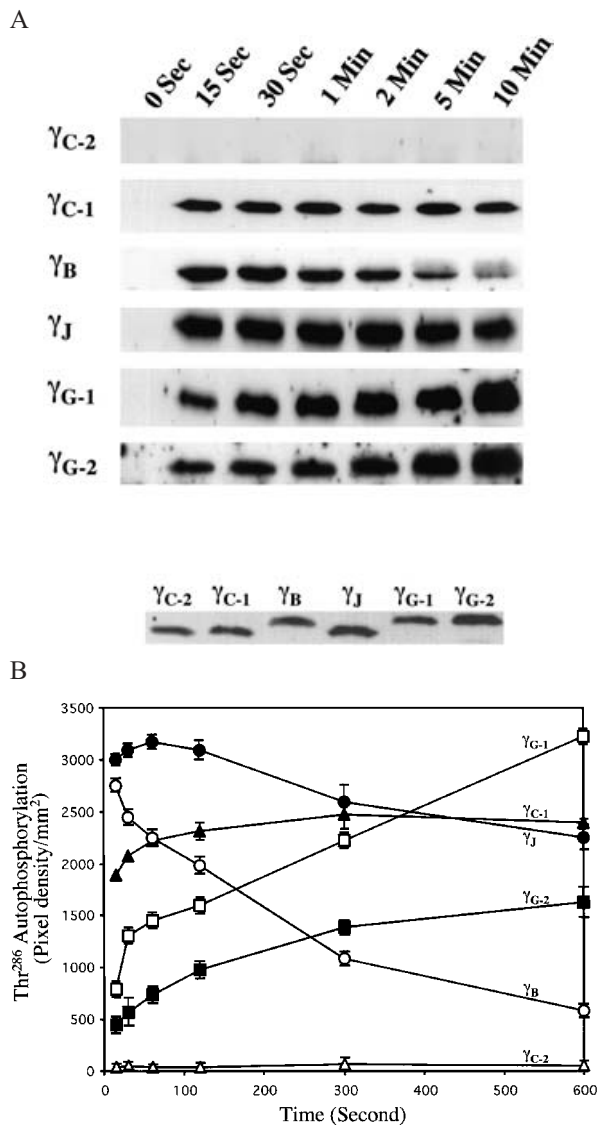 A
0 Sec 15 Sec 30 Sec 1 Min 2 Min 5 Min 10 Min
γC-2
γC-1
γB
γJ
γG-1
γG-2
γC-2 γC-1 γB γJ γG-1 γG-2
B
Thr286 Autophosphorylation
(Pixel density/mm2)
3500
3000
2500
2000
1500
1000
500
0
γG-1
γC-1
γJ
γG-2
γB
γC-2
0 100 200 300 400 500 600
Time (Second)